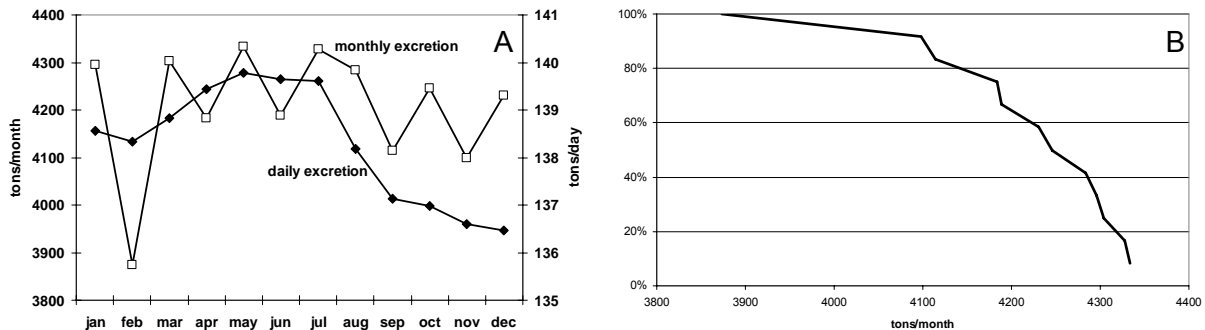 A
4400
4300
4200
4100
4000
3900
3800
tons/month
141
140
139
138
137
136
135
tons/day
monthly excretion
daily excretion
jan feb mar apr may jun jul aug sep oct nov dec
B
100%
80%
60%
40%
20%
0%
3800 3900 4000 4100 4200 4300 4400
tons/month